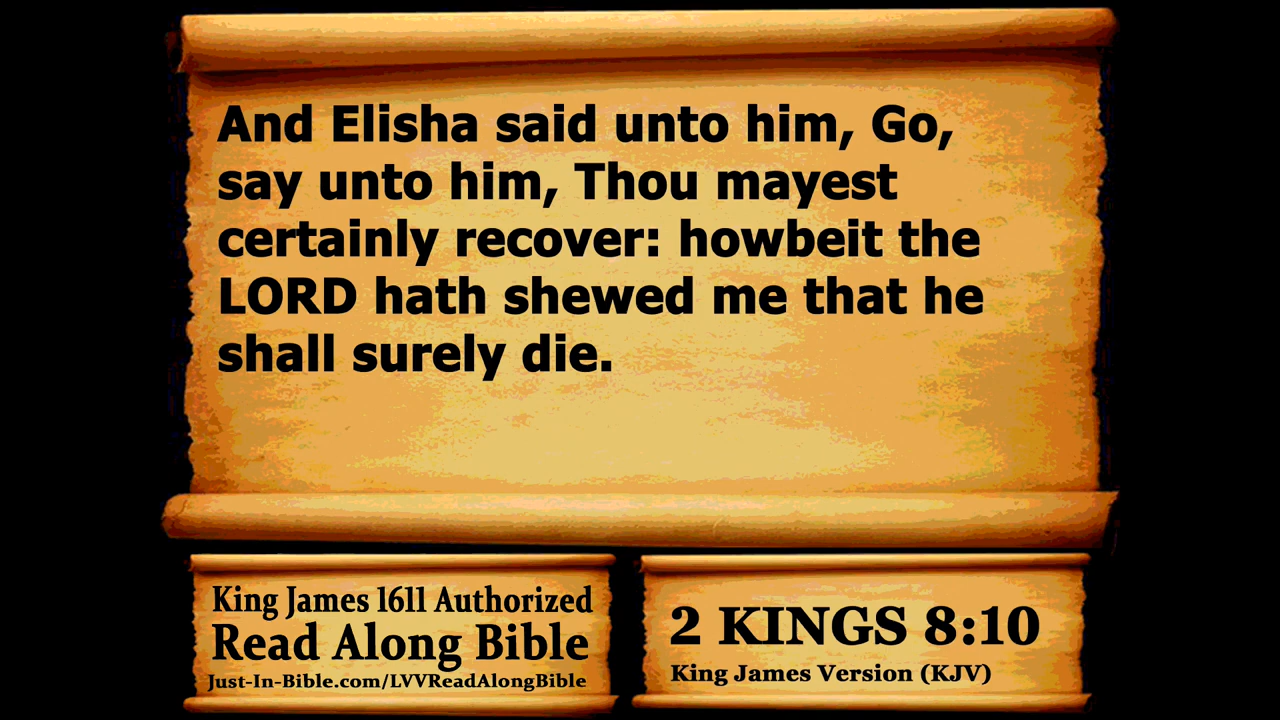 And Elisha said unto him, Go,
say unto him, Thou mayest
certainly recover: howbeit the
LORD hath shewed me that he
shall surely die.
King James 1611 Authorized
Read Along Bible
Just-In-Bible.com/LVVReadAlongBible
2 KINGS 8:10
King James Version (KJV)